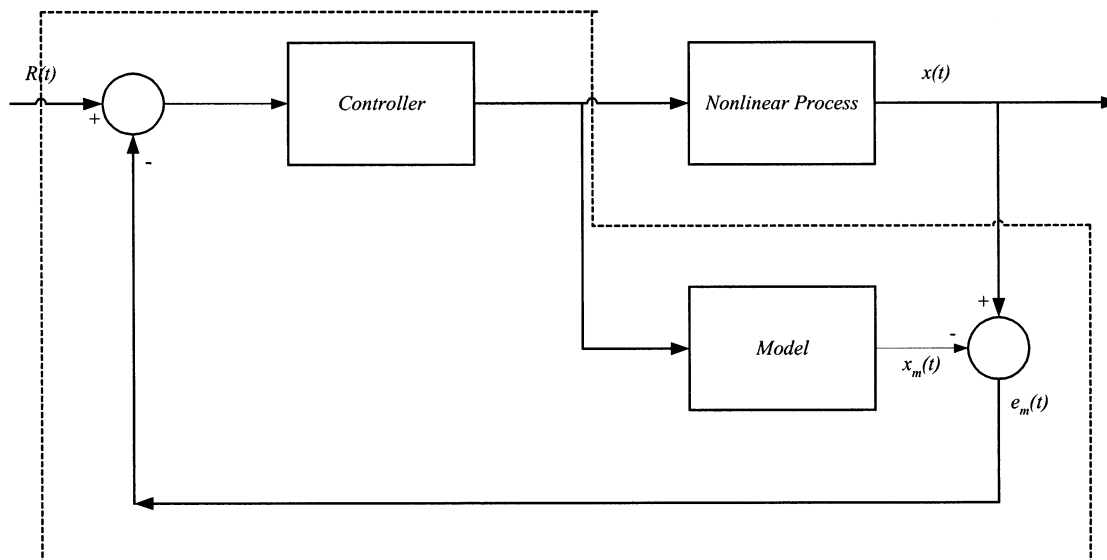 R(t)
+
-
Controller
Nonlinear Process
x(t)
Model
+
-
x_m(t)
e_m(t)